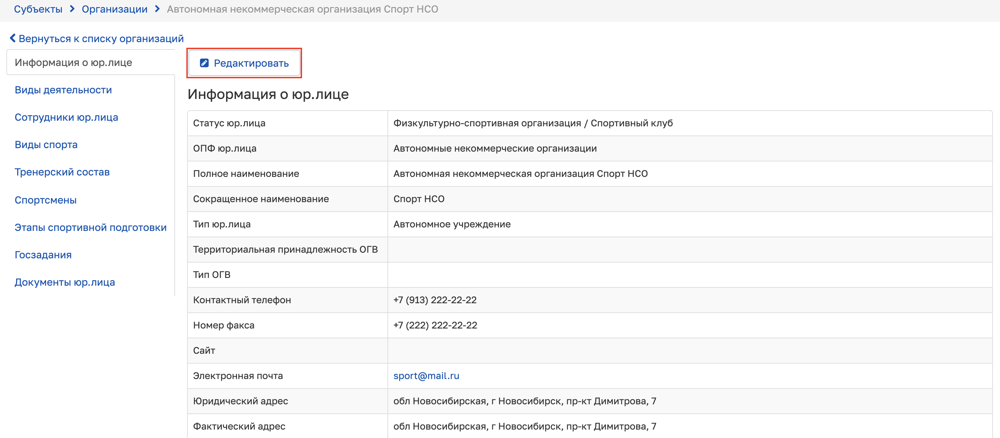 Субъекты > Организации > Автономная некоммерческая организация Спорт НСО
Вернуться к списку организаций
Информация о юр.лице
Виды деятельности
Сотрудники юр.лица
Виды спорта
Тренерский состав
Спортсмены
Этапы спортивной подготовки
Госзадания
Документы юр.лица
Редактировать
Информация о юр.лице
Статус юр.лица Физкультурно-спортивная организация / Спортивный клуб
ОПФ юр.лица Автономные некоммерческие организации
Полное наименование Автономная некоммерческая организация Спорт НСО
Сокращенное наименование Спорт НСО
Тип юр.лица Автономное учреждение
Территориальная принадлежность ОГВ
Тип ОГВ
Контактный телефон +7 (913) 222-22-22
Номер факса +7 (222) 222-22-22
Сайт
Электронная почта sport@mail.ru
Юридический адрес обл Новосибирская, г Новосибирск, пр-кт Димитрова, 7
Фактический адрес обл Новосибирская, г Новосибирск, пр-кт Димитрова, 7